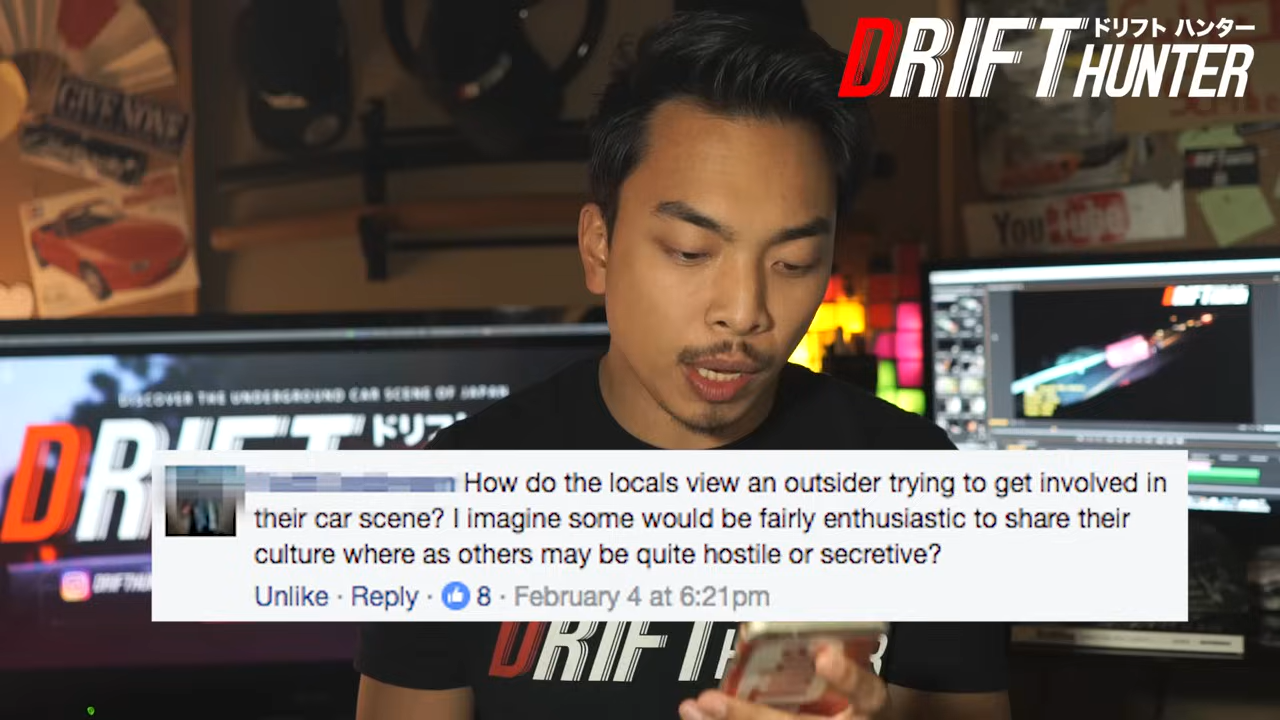 DRIFT HUNTER
ドリフト ハンター
GIVE NONE
YouTube
DRIFT HUNTER
DISCOVER THE UNDERGROUND CAR SCENE OF JAPAN
DRIFT
ドリ
How do the locals view an outsider trying to get involved in
their car scene? I imagine some would be fairly enthusiastic to share their
culture where as others may be quite hostile or secretive?
Unlike · Reply · 8 · February 4 at 6:21pm
DRIFT